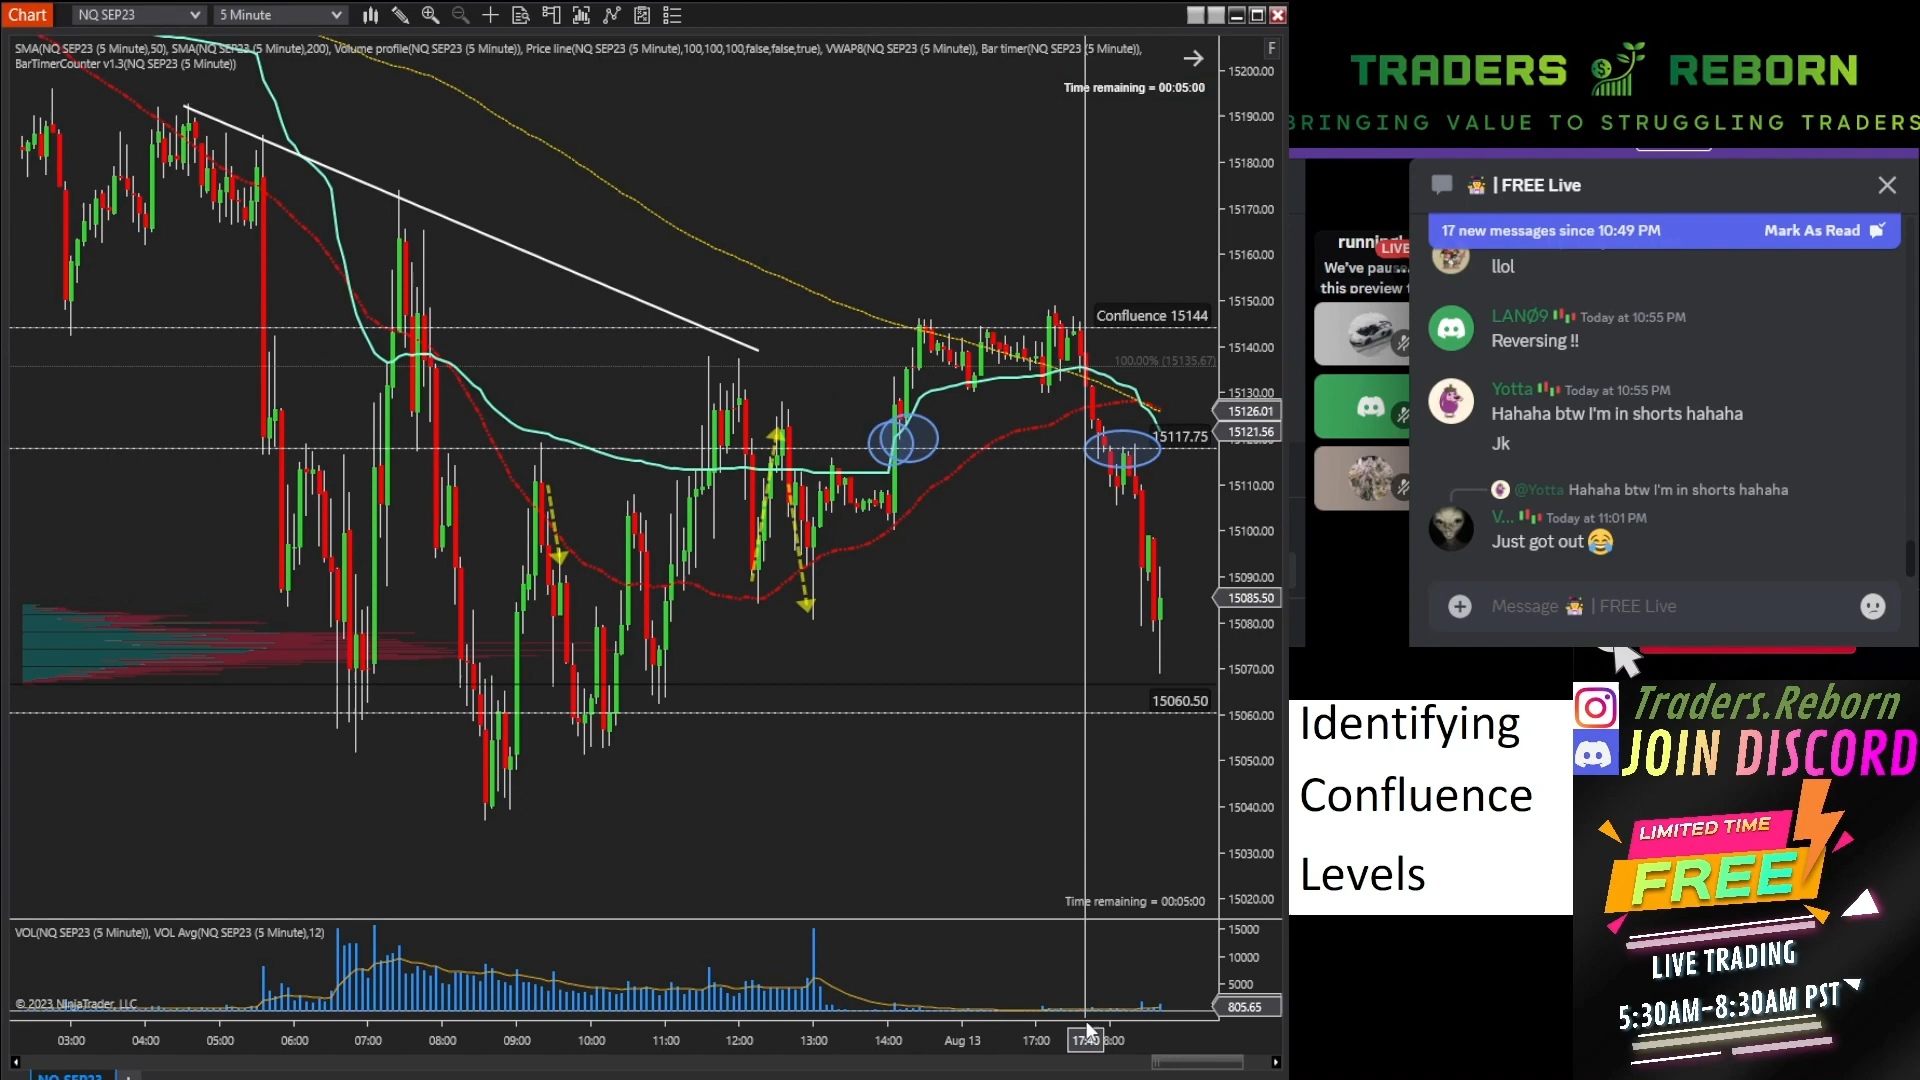 Chart
NQ SEP23
5 Minute
SMA(NQ SEP23 (5 Minute),50), SMA(NQ SEP23 (5 Minute),200), Volume profile(NQ SEP23 (5 Minute)), Price line(NQ SEP23 (5 Minute),100,100,100,false,false,true), VWAP8(NQ SEP23 (5 Minute)), Bar timer(NQ SEP23 (5 Minute)),
BarTimerCounter v1.3(NQ SEP23 (5 Minute))
F
Time remaining = 00:05:00
15200.00
15190.00
15180.00
15170.00
15160.00
15150.00
15140.00
15130.00
15126.01
15121.56
15110.00
15100.00
15090.00
15085.50
15080.00
15070.00
15060.00
15050.00
15040.00
15030.00
15020.00
Confluence 15144
100.00% (15135.67)
15117.75
15060.50
Time remaining = 00:05:00
VOL(NQ SEP23 (5 Minute)), VOL Avg(NQ SEP23 (5 Minute),12)
15000
10000
5000
805.65
© 2023 NinjaTrader, LLC
03:00
04:00
05:00
06:00
07:00
08:00
09:00
10:00
11:00
12:00
13:00
14:00
Aug 13
17:00
17:40
NQ SEP23
TRADERS REBORN
BRINGING VALUE TO STRUGGLING TRADERS
LIVE
We've
this preview
| FREE Live
17 new messages since 10:49 PM
Mark As Read
llol
LANØ9 Today at 10:55 PM
Reversing !!
Yotta Today at 10:55 PM
Hahaha btw I'm in shorts hahaha
Jk
@Yotta Hahaha btw I'm in shorts hahaha
V... Today at 11:01 PM
Just got out 😂
Message | FREE Live
Identifying
Confluence
Levels
Traders.Reborn
JOIN DISCORD
LIMITED TIME
FREE
LIVE TRADING
5:30AM-8:30AM PST